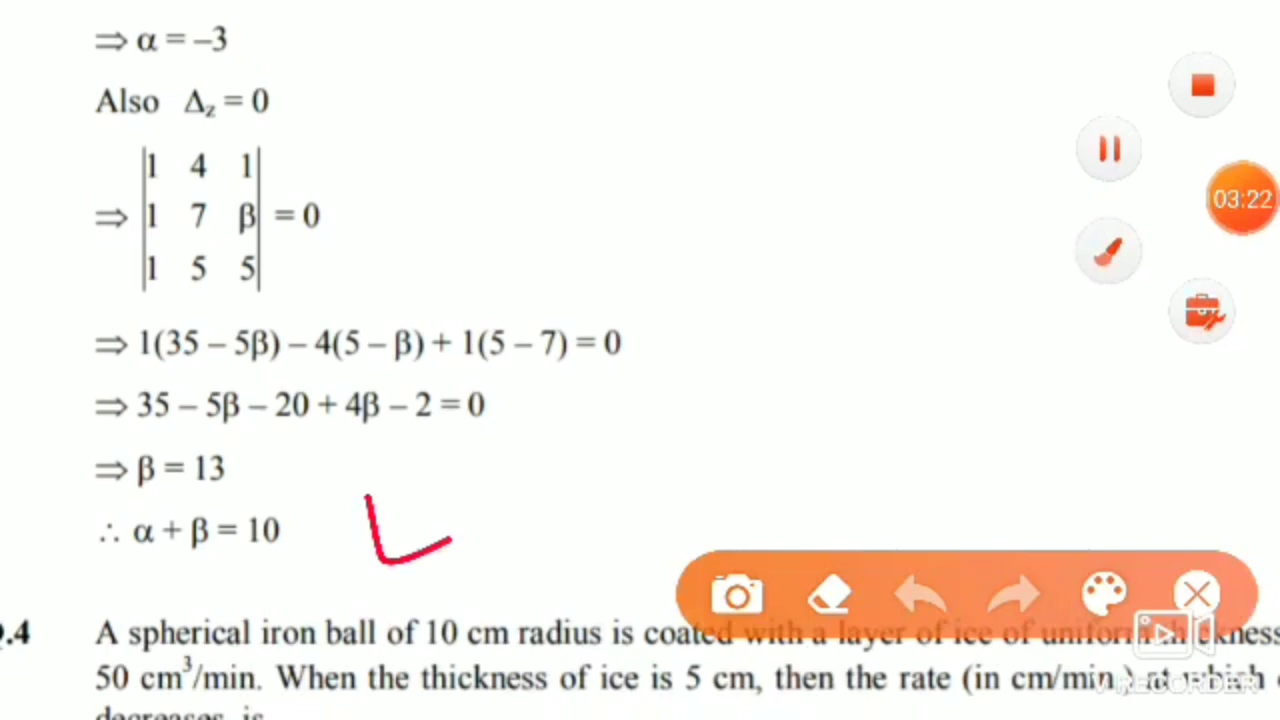 ⇒ α = –3
Also Δz = 0
|1 4 1|
⇒ |1 7 β| = 0
|1 5 5|
⇒ 1(35 – 5β) – 4(5 – β) + 1(5 – 7) = 0
⇒ 35 – 5β – 20 + 4β – 2 = 0
⇒ β = 13
∴ α + β = 10
03:22
.4 A spherical iron ball of 10 cm radius is coated with a layer of ice of uniform
50 cm³/min. When the thickness of ice is 5 cm, then the rate (in cm/min.) at which
decreases, is
V RECORDER